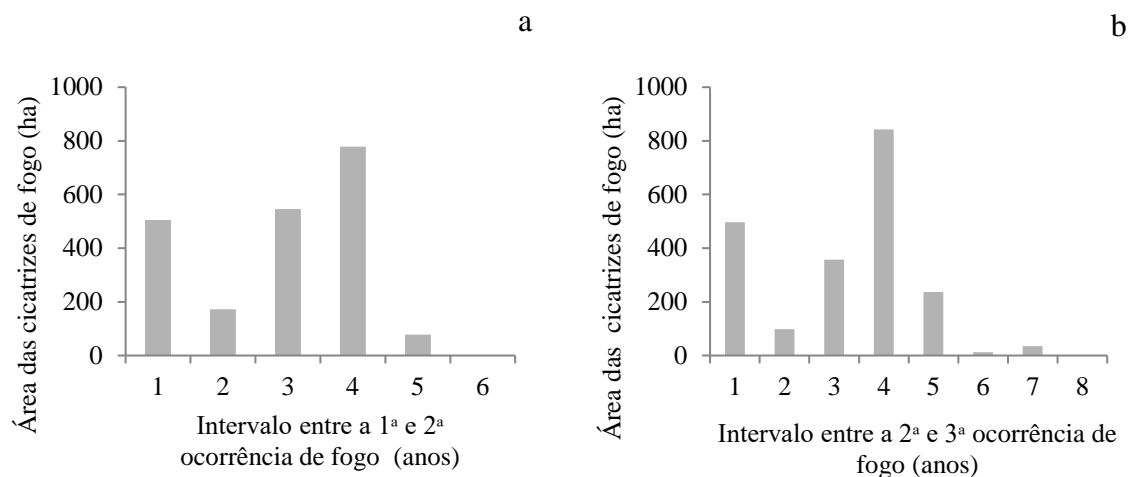 a
Área das cicatrizes de fogo (ha)
1000
800
600
400
200
0
1 2 3 4 5 6
Intervalo entre a 1ª e 2ª
ocorrência de fogo (anos)
b
Área das cicatrizes de fogo (ha)
1000
800
600
400
200
0
1 2 3 4 5 6 7 8
Intervalo entre a 2ª e 3ª ocorrência de
fogo (anos)